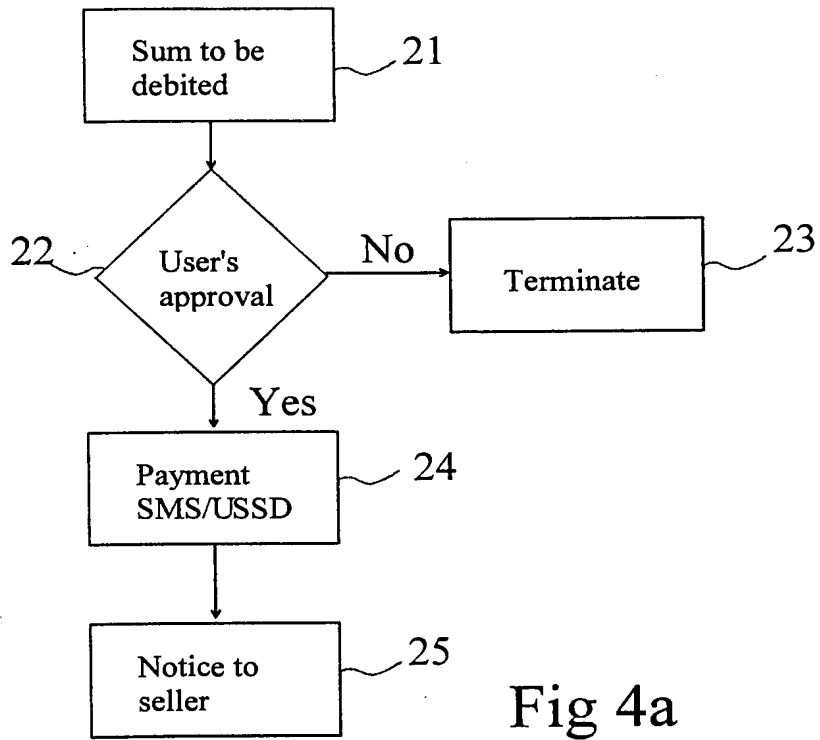 Sum to be
debited
21
22
User's
approval
No
Terminate
23
Yes
Payment
SMS/USSD
24
Notice to
seller
25
Fig 4a